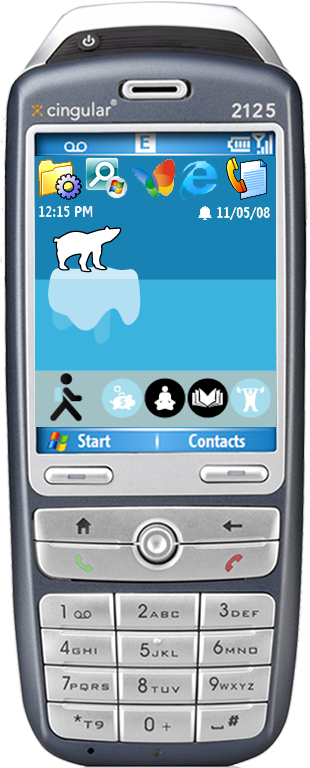 cingular®
2125
E
12:15 PM 11/05/08
Start Contacts
1 2ABC 3DEF
4GHI 5JKL 6MNO
7PQRS 8TUV 9WXYZ
*T9 0 + #